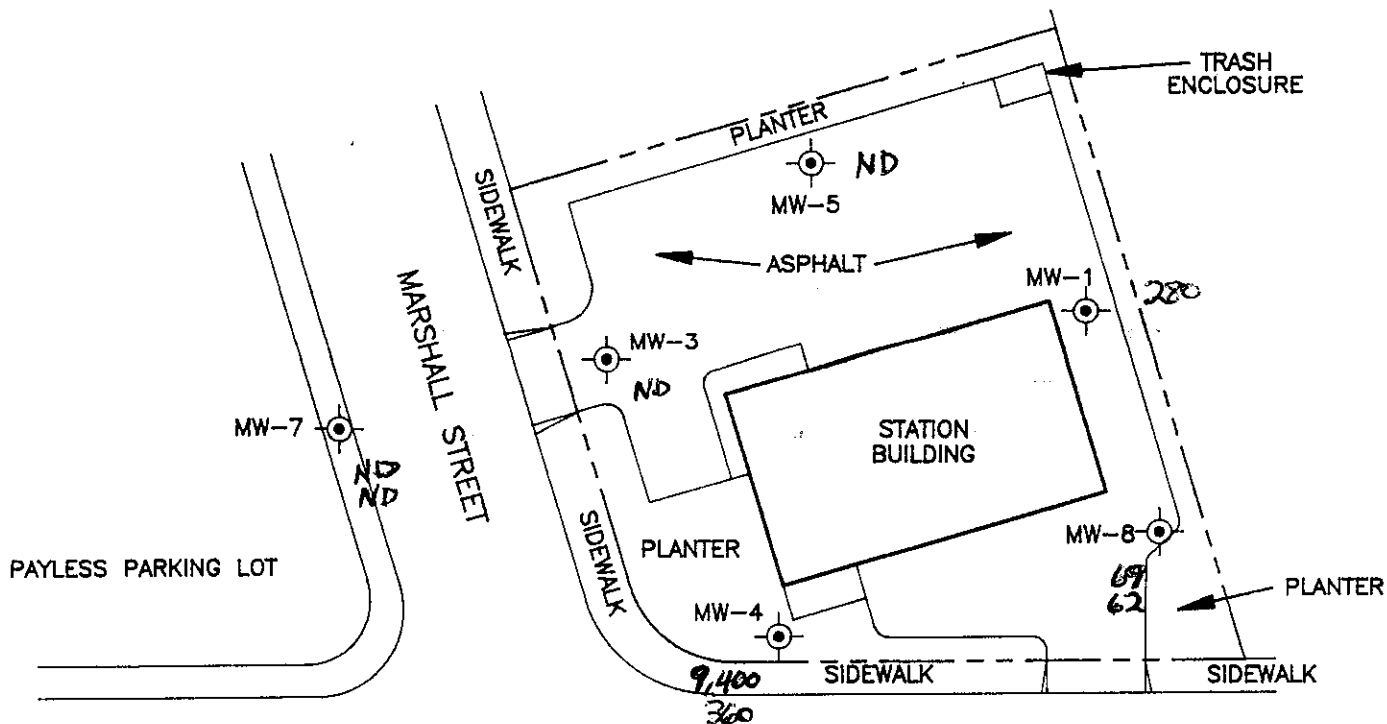 TRASH
ENCLOSURE
PLANTER
ND
MW-5
SIDEWALK
ASPHALT
MW-1
280
MARSHALL STREET
MW-3
ND
MW-7
ND
ND
STATION
BUILDING
SIDEWALK
PLANTER
MW-8
PAYLESS PARKING LOT
69
62
PLANTER
MW-4
9,400
360
SIDEWALK
SIDEWALK